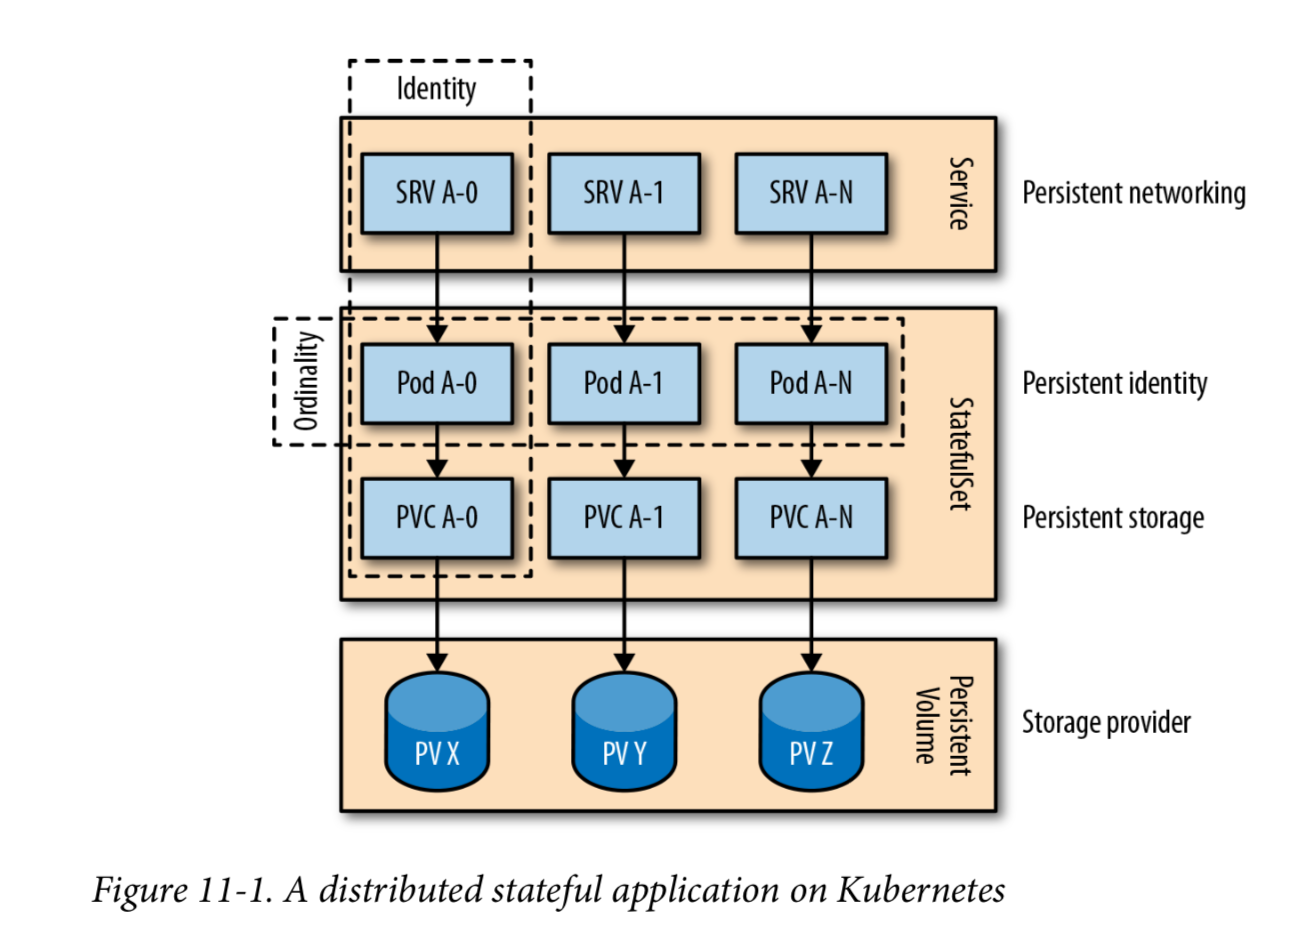 Identity
SRV A-0
SRV A-1
SRV A-N
Service
Persistent networking
Ordinality
Pod A-0
Pod A-1
Pod A-N
StatefulSet
Persistent identity
PVC A-0
PVC A-1
PVC A-N
Persistent storage
PV X
PV Y
PV Z
Persistent
Volume
Storage provider
Figure 11-1. A distributed stateful application on Kubernetes